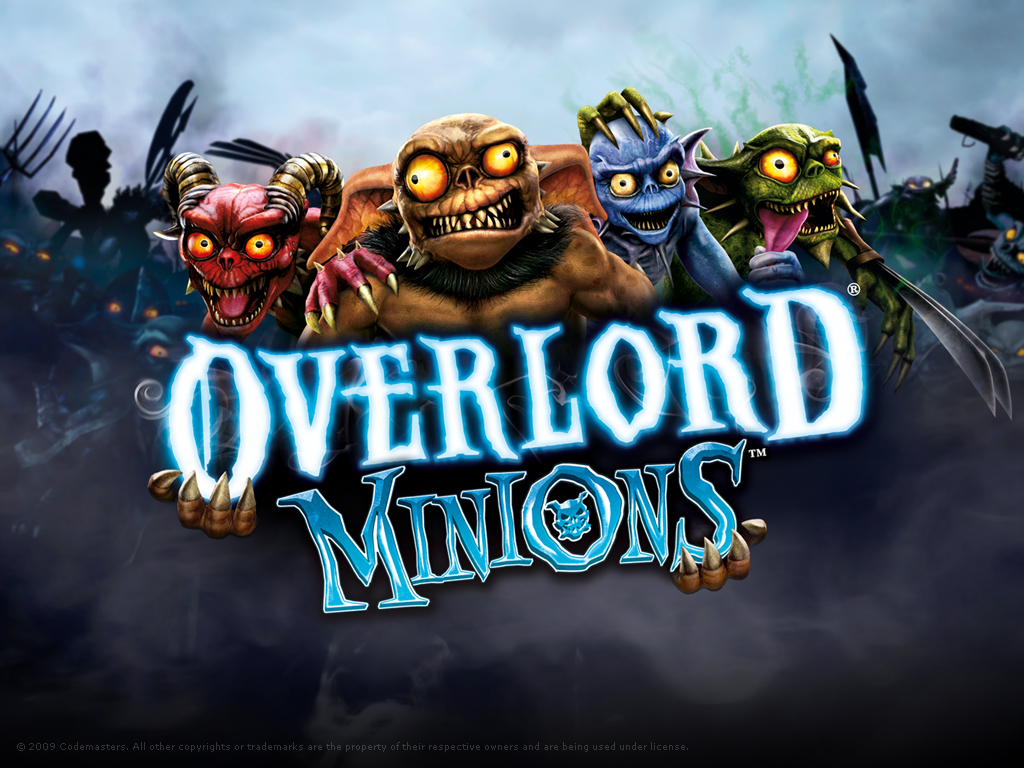 OVERLORD®
MINIONS™
© 2009 Codemasters. All other copyrights or trademarks are the property of their respective owners and are being used under license.